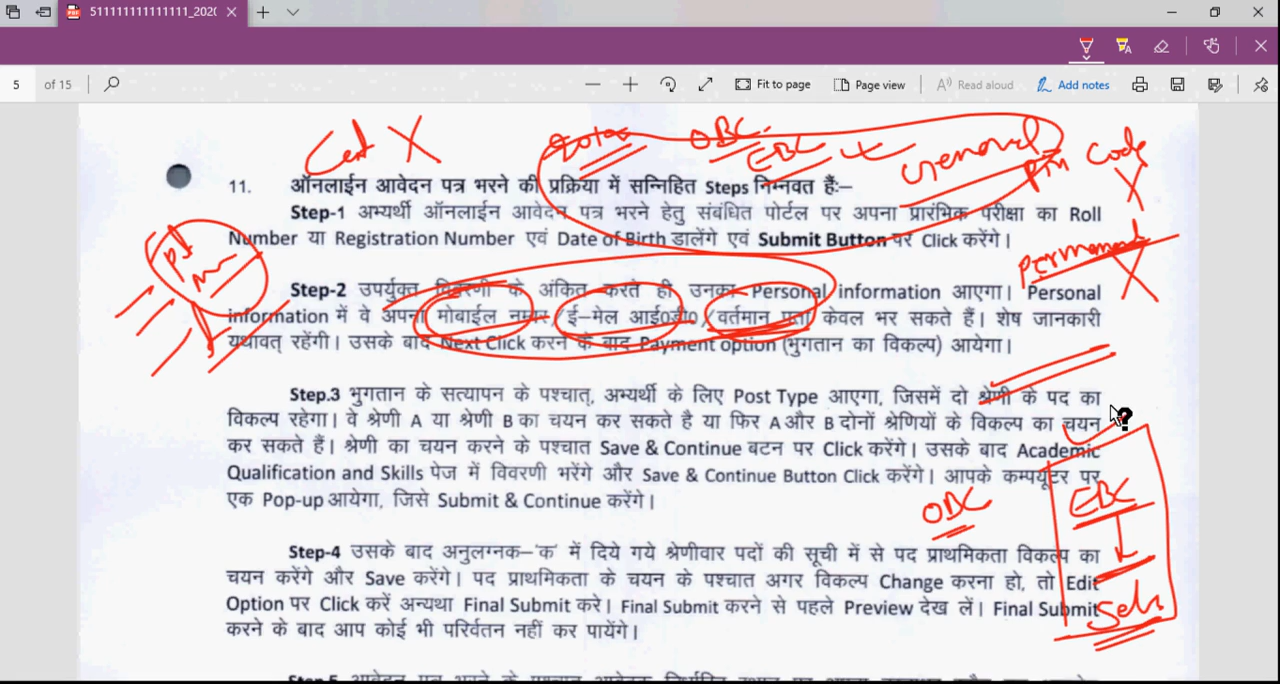 511111111111111_2020
5 of 15
Fit to page
Page view
Read aloud
Add notes
OBC
EBC
General
Pin Code
X
X
11. ऑनलाईन आवेदन पत्र भरने की प्रक्रिया में सन्निहित Steps निम्नवत हैं:–
Step-1 अभ्यर्थी ऑनलाईन आवेदन पत्र भरने हेतु संबंधित पोर्टल पर अपना प्रारंभिक परीक्षा का Roll
Number या Registration Number एवं Date of Birth डालेंगे एवं Submit Button पर Click करेंगे।
Permanent
X
Step-2 उपर्युक्त विवरणी के अंकित करते ही उनका Personal information आएगा। Personal
information में वे अपना मोबाईल नम्बर/ई–मेल आई0डी0/वर्तमान पता केवल भर सकते हैं। शेष जानकारी
यथावत् रहेंगी। उसके बाद Next Click करने के बाद Payment option (भुगतान का विकल्प) आयेगा।
Step.3 भुगतान के सत्यापन के पश्चात्, अभ्यर्थी के लिए Post Type आएगा, जिसमें दो श्रेणी के पद का
विकल्प रहेगा। वे श्रेणी A या श्रेणी B का चयन कर सकते है या फिर A और B दोनों श्रेणियों के विकल्प का चयन
कर सकते हैं। श्रेणी का चयन करने के पश्चात Save & Continue बटन पर Click करेंगे। उसके बाद Academic
Qualification and Skills पेज में विवरणी भरेंगे और Save & Continue Button Click करेंगे। आपके कम्पयूटर पर
एक Pop-up आयेगा, जिसे Submit & Continue करेंगे।
OBC
EBC
Step-4 उसके बाद अनुलग्नक–'क' में दिये गये श्रेणीवार पदों की सूची में से पद प्राथमिकता विकल्प का
चयन करेंगे और Save करेंगे। पद प्राथमिकता के चयन के पश्चात अगर विकल्प Change करना हो, तो Edit
Option पर Click करें अन्यथा Final Submit करे। Final Submit करने से पहले Preview देख लें। Final Submit
करने के बाद आप कोई भी परिर्वतन नहीं कर पायेंगे।